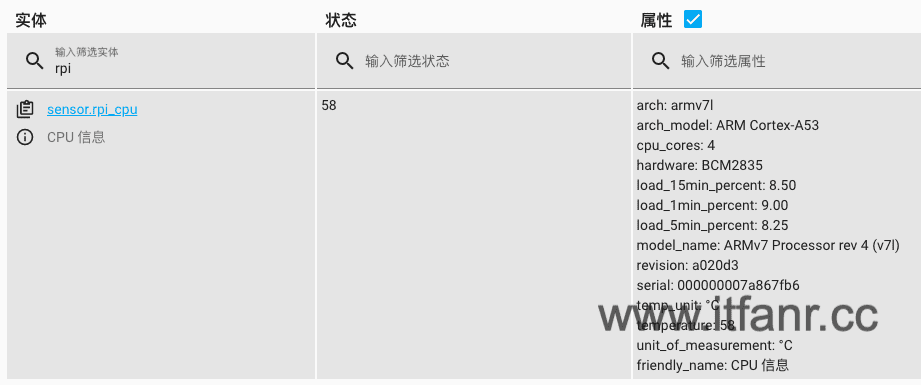 实体
状态
属性
输入筛选实体
rpi
输入筛选状态
输入筛选属性
sensor.rpi_cpu
CPU 信息
58
arch: armv7l
arch_model: ARM Cortex-A53
cpu_cores: 4
hardware: BCM2835
load_15min_percent: 8.50
load_1min_percent: 9.00
load_5min_percent: 8.25
model_name: ARMv7 Processor rev 4 (v7l)
revision: a020d3
serial: 000000007a867fb6
temp_unit: °C
temperature: 58
unit_of_measurement: °C
friendly_name: CPU 信息
www.itfanr.cc